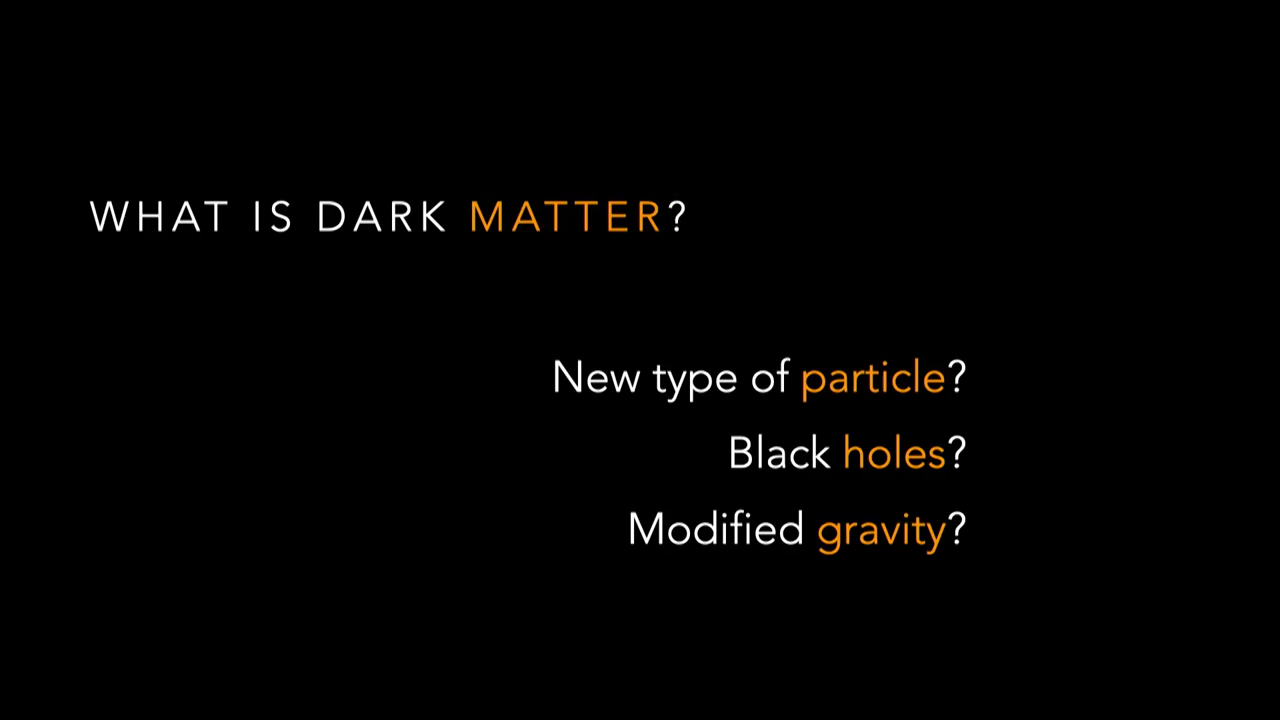 WHAT IS DARK MATTER?
New type of particle?
Black holes?
Modified gravity?